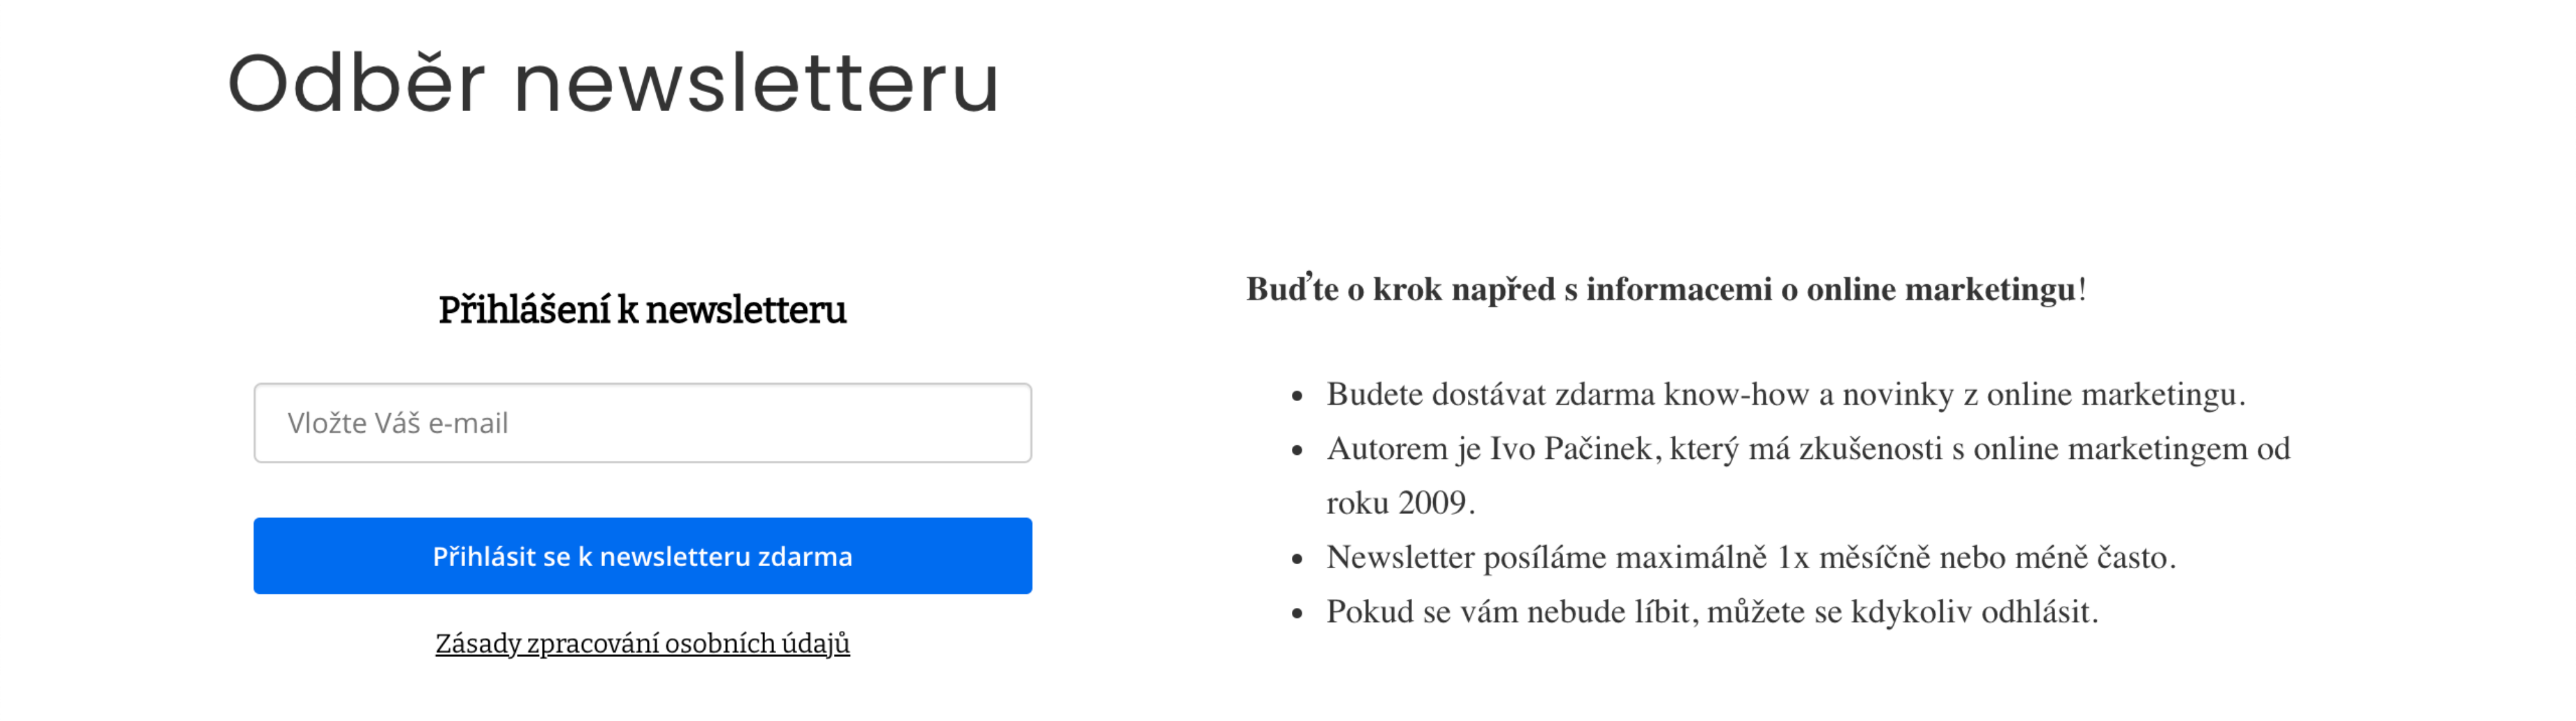 Odběr newsletteru
Přihlášení k newsletteru
Vložte Váš e-mail
Přihlásit se k newsletteru zdarma
Zásady zpracování osobních údajů
Buďte o krok napřed s informacemi o online marketingu!
• Budete dostávat zdarma know-how a novinky z online marketingu.
• Autorem je Ivo Pačinek, který má zkušenosti s online marketingem od
roku 2009.
• Newsletter posíláme maximálně 1x měsíčně nebo méně často.
• Pokud se vám nebude líbit, můžete se kdykoliv odhlásit.